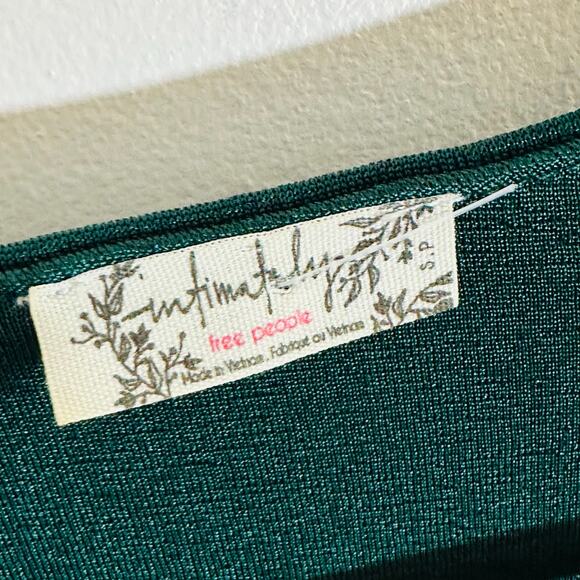 intimately
free people
Made in Vietnam. Fabriqué au Vietnam
S.P